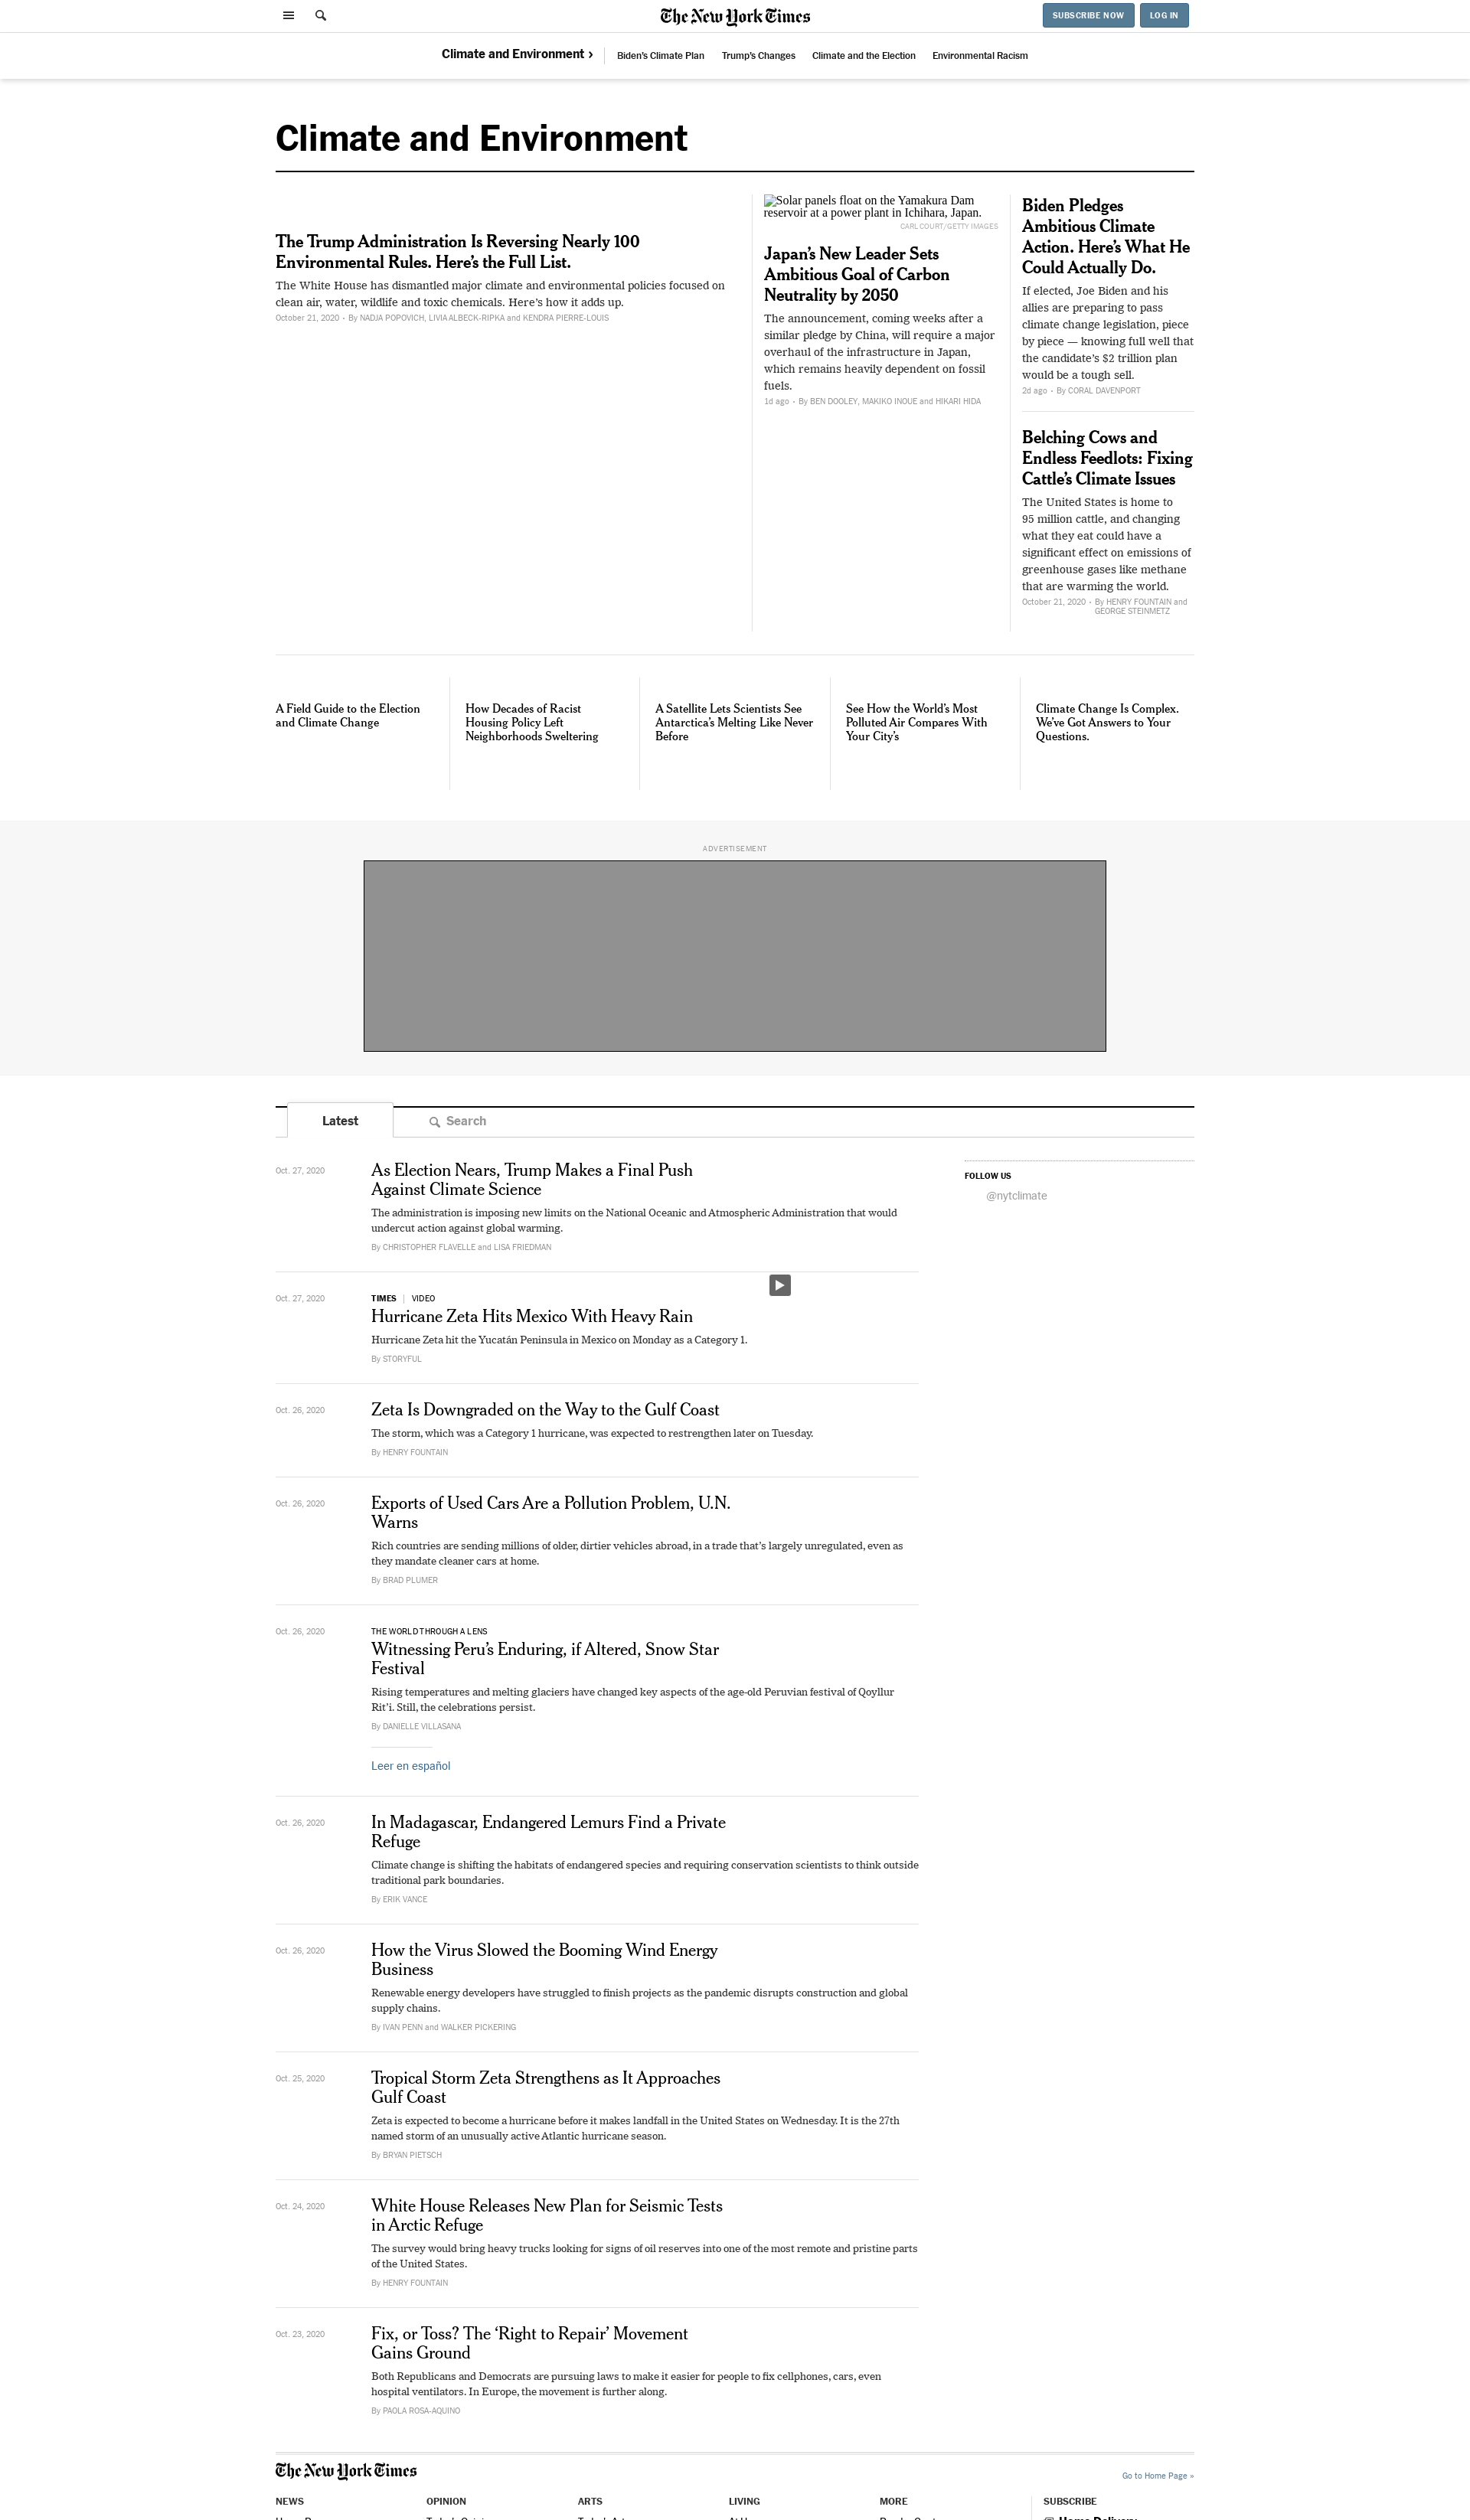 The New York Times
SUBSCRIBE NOW
LOG IN
Climate and Environment ›
Biden's Climate Plan
Trump's Changes
Climate and the Election
Environmental Racism
Climate and Environment
The Trump Administration Is Reversing Nearly 100
Environmental Rules. Here's the Full List.
The White House has dismantled major climate and environmental policies focused on
clean air, water, wildlife and toxic chemicals. Here's how it adds up.
October 21, 2020 • By NADJA POPOVICH, LIVIA ALBECK-RIPKA and KENDRA PIERRE-LOUIS
Solar panels float on the Yamakura Dam
reservoir at a power plant in Ichihara, Japan.
CARL COURT/GETTY IMAGES
Japan's New Leader Sets
Ambitious Goal of Carbon
Neutrality by 2050
The announcement, coming weeks after a
similar pledge by China, will require a major
overhaul of the infrastructure in Japan,
which remains heavily dependent on fossil
fuels.
1d ago • By BEN DOOLEY, MAKIKO INOUE and HIKARI HIDA
Biden Pledges
Ambitious Climate
Action. Here's What He
Could Actually Do.
If elected, Joe Biden and his
allies are preparing to pass
climate change legislation, piece
by piece — knowing full well that
the candidate's $2 trillion plan
would be a tough sell.
2d ago • By CORAL DAVENPORT
Belching Cows and
Endless Feedlots: Fixing
Cattle's Climate Issues
The United States is home to
95 million cattle, and changing
what they eat could have a
significant effect on emissions of
greenhouse gases like methane
that are warming the world.
October 21, 2020 • By HENRY FOUNTAIN and
GEORGE STEINMETZ
A Field Guide to the Election
and Climate Change
How Decades of Racist
Housing Policy Left
Neighborhoods Sweltering
A Satellite Lets Scientists See
Antarctica's Melting Like Never
Before
See How the World's Most
Polluted Air Compares With
Your City's
Climate Change Is Complex.
We've Got Answers to Your
Questions.
ADVERTISEMENT
Latest
Search
Oct. 27, 2020
As Election Nears, Trump Makes a Final Push
Against Climate Science
The administration is imposing new limits on the National Oceanic and Atmospheric Administration that would
undercut action against global warming.
By CHRISTOPHER FLAVELLE and LISA FRIEDMAN
FOLLOW US
@nytclimate
Oct. 27, 2020
TIMES | VIDEO
Hurricane Zeta Hits Mexico With Heavy Rain
Hurricane Zeta hit the Yucatán Peninsula in Mexico on Monday as a Category 1.
By STORYFUL
Oct. 26, 2020
Zeta Is Downgraded on the Way to the Gulf Coast
The storm, which was a Category 1 hurricane, was expected to restrengthen later on Tuesday.
By HENRY FOUNTAIN
Oct. 26, 2020
Exports of Used Cars Are a Pollution Problem, U.N.
Warns
Rich countries are sending millions of older, dirtier vehicles abroad, in a trade that's largely unregulated, even as
they mandate cleaner cars at home.
By BRAD PLUMER
Oct. 26, 2020
THE WORLD THROUGH A LENS
Witnessing Peru's Enduring, if Altered, Snow Star
Festival
Rising temperatures and melting glaciers have changed key aspects of the age-old Peruvian festival of Qoyllur
Rit'i. Still, the celebrations persist.
By DANIELLE VILLASANA
Leer en español
Oct. 26, 2020
In Madagascar, Endangered Lemurs Find a Private
Refuge
Climate change is shifting the habitats of endangered species and requiring conservation scientists to think outside
traditional park boundaries.
By ERIK VANCE
Oct. 26, 2020
How the Virus Slowed the Booming Wind Energy
Business
Renewable energy developers have struggled to finish projects as the pandemic disrupts construction and global
supply chains.
By IVAN PENN and WALKER PICKERING
Oct. 25, 2020
Tropical Storm Zeta Strengthens as It Approaches
Gulf Coast
Zeta is expected to become a hurricane before it makes landfall in the United States on Wednesday. It is the 27th
named storm of an unusually active Atlantic hurricane season.
By BRYAN PIETSCH
Oct. 24, 2020
White House Releases New Plan for Seismic Tests
in Arctic Refuge
The survey would bring heavy trucks looking for signs of oil reserves into one of the most remote and pristine parts
of the United States.
By HENRY FOUNTAIN
Oct. 23, 2020
Fix, or Toss? The 'Right to Repair' Movement
Gains Ground
Both Republicans and Democrats are pursuing laws to make it easier for people to fix cellphones, cars, even
hospital ventilators. In Europe, the movement is further along.
By PAOLA ROSA-AQUINO
The New York Times
Go to Home Page »
NEWS
OPINION
ARTS
LIVING
MORE
SUBSCRIBE